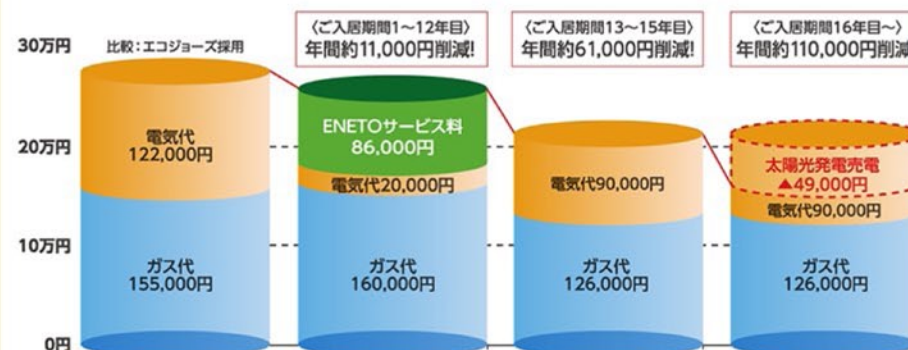 〈ご入居期間1～12年目〉
年間約11,000円削減!
〈ご入居期間13～15年目〉
年間約61,000円削減!
〈ご入居期間16年目～〉
年間約110,000円削減
30万円
比較：エコジョーズ採用
20万円
10万円
0円
電気代
122,000円
ガス代
155,000円
ENETOサービス料
86,000円
電気代20,000円
ガス代
160,000円
電気代90,000円
ガス代
126,000円
太陽光発電売電
▲49,000円
電気代90,000円
ガス代
126,000円